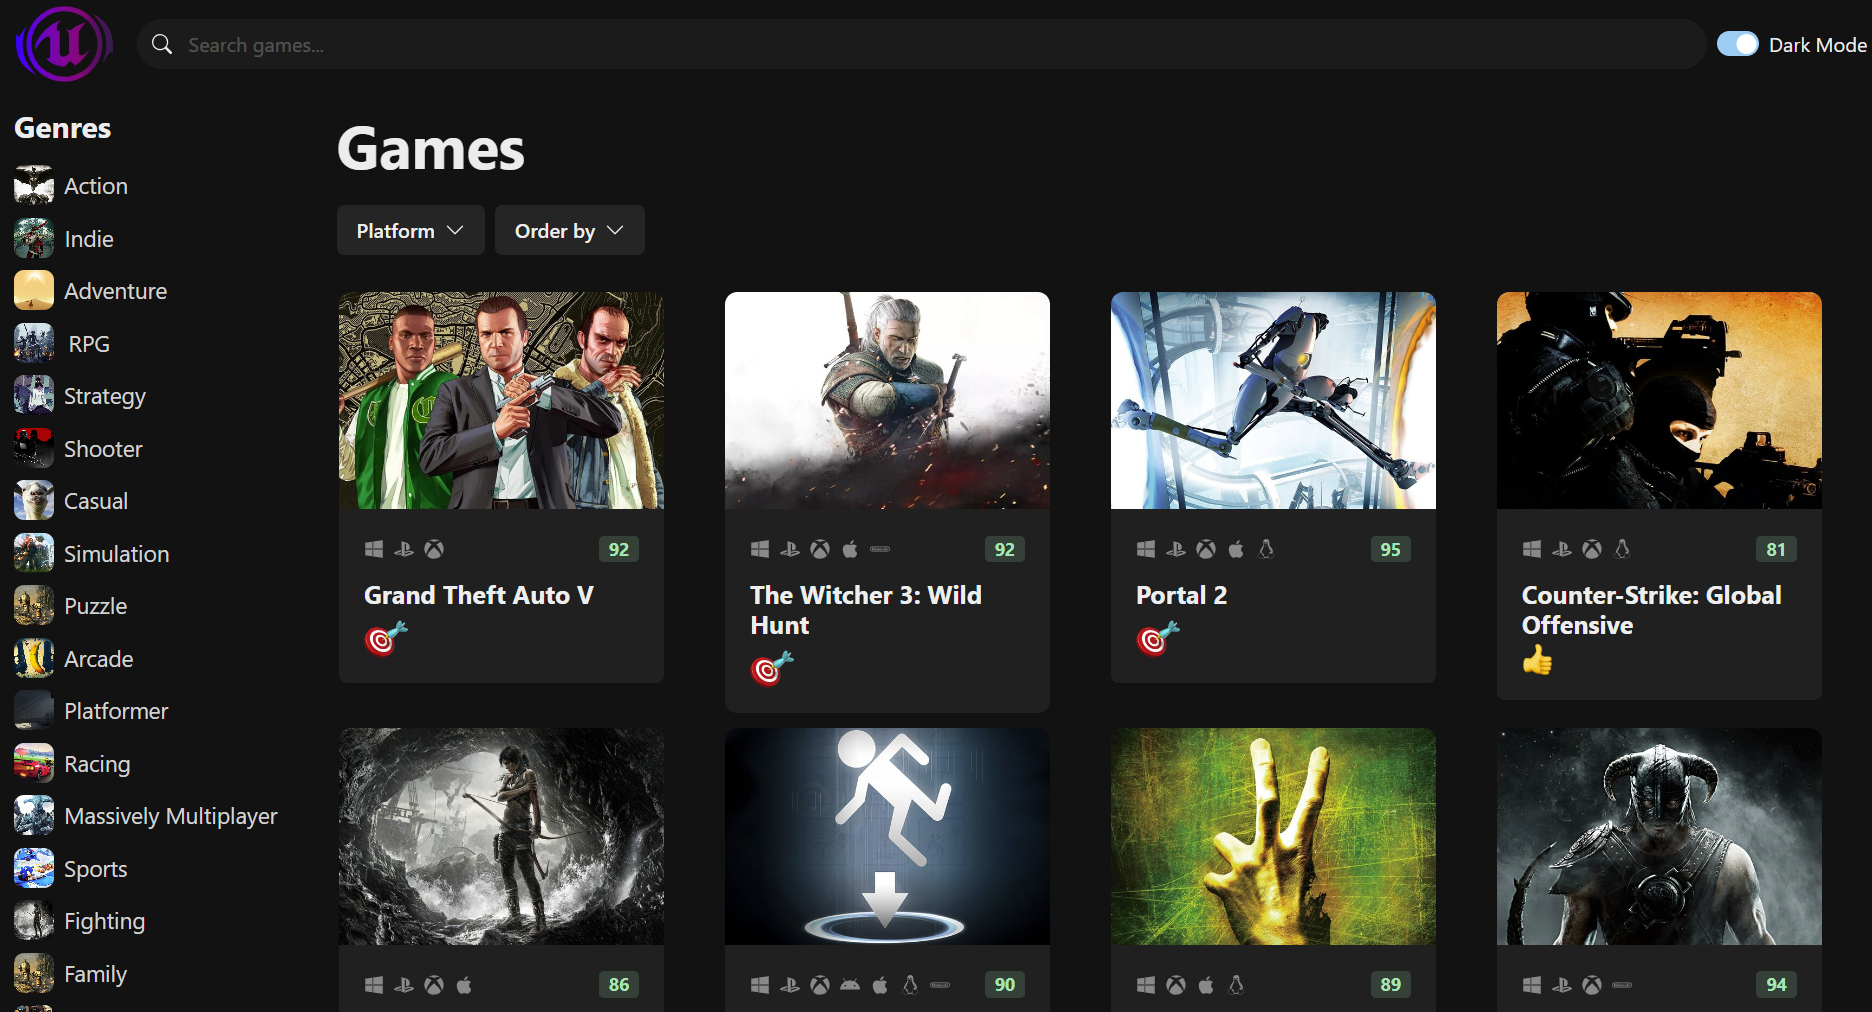 Search games...
Dark Mode
Genres
Action
Indie
Adventure
RPG
Strategy
Shooter
Casual
Simulation
Puzzle
Arcade
Platformer
Racing
Massively Multiplayer
Sports
Fighting
Family
Games
Platform
Order by
92
Grand Theft Auto V
92
The Witcher 3: Wild
Hunt
95
Portal 2
81
Counter-Strike: Global
Offensive
86
90
89
94